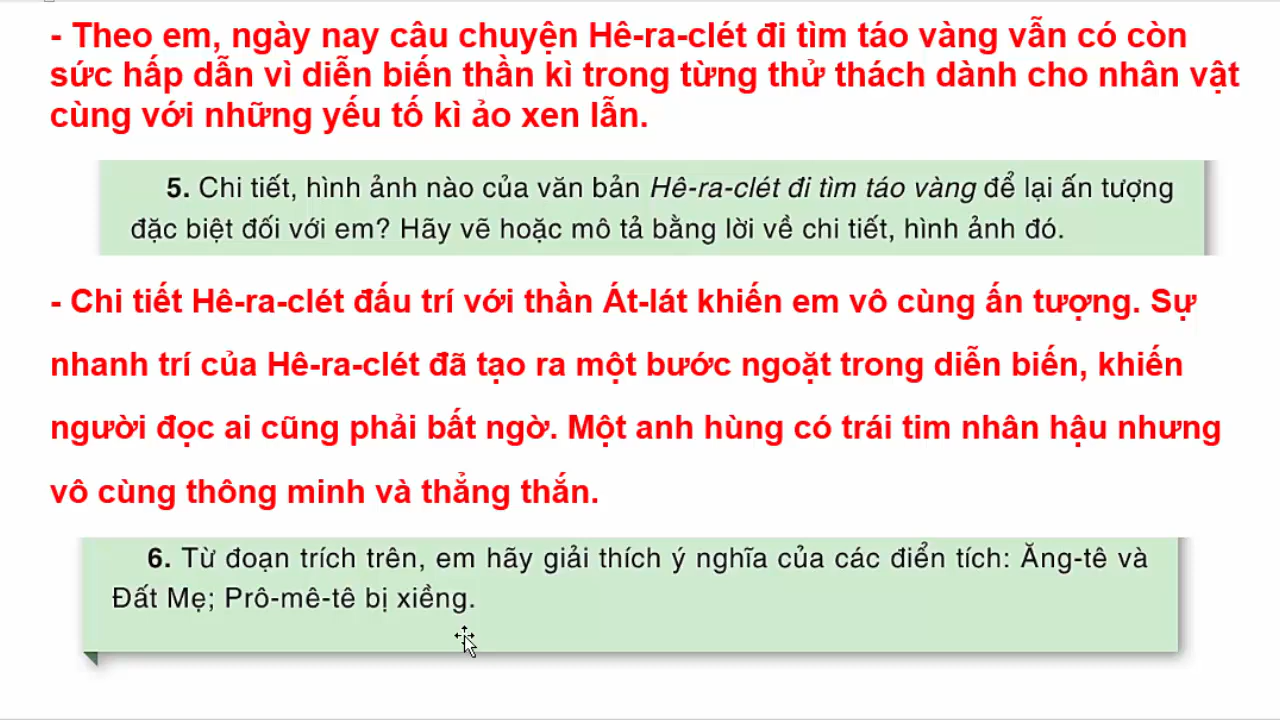 - Theo em, ngày nay câu chuyện Hê-ra-clét đi tìm táo vàng vẫn có còn
sức hấp dẫn vì diễn biến thần kì trong từng thử thách dành cho nhân vật
cùng với những yếu tố kì ảo xen lẫn.
5. Chi tiết, hình ảnh nào của văn bản Hê-ra-clét đi tìm táo vàng để lại ấn tượng
đặc biệt đối với em? Hãy vẽ hoặc mô tả bằng lời về chi tiết, hình ảnh đó.
- Chi tiết Hê-ra-clét đấu trí với thần Át-lát khiến em vô cùng ấn tượng. Sự
nhanh trí của Hê-ra-clét đã tạo ra một bước ngoặt trong diễn biến, khiến
người đọc ai cũng phải bất ngờ. Một anh hùng có trái tim nhân hậu nhưng
vô cùng thông minh và thẳng thắn.
6. Từ đoạn trích trên, em hãy giải thích ý nghĩa của các điển tích: Ăng-tê và
Đất Mẹ; Prô-mê-tê bị xiềng.